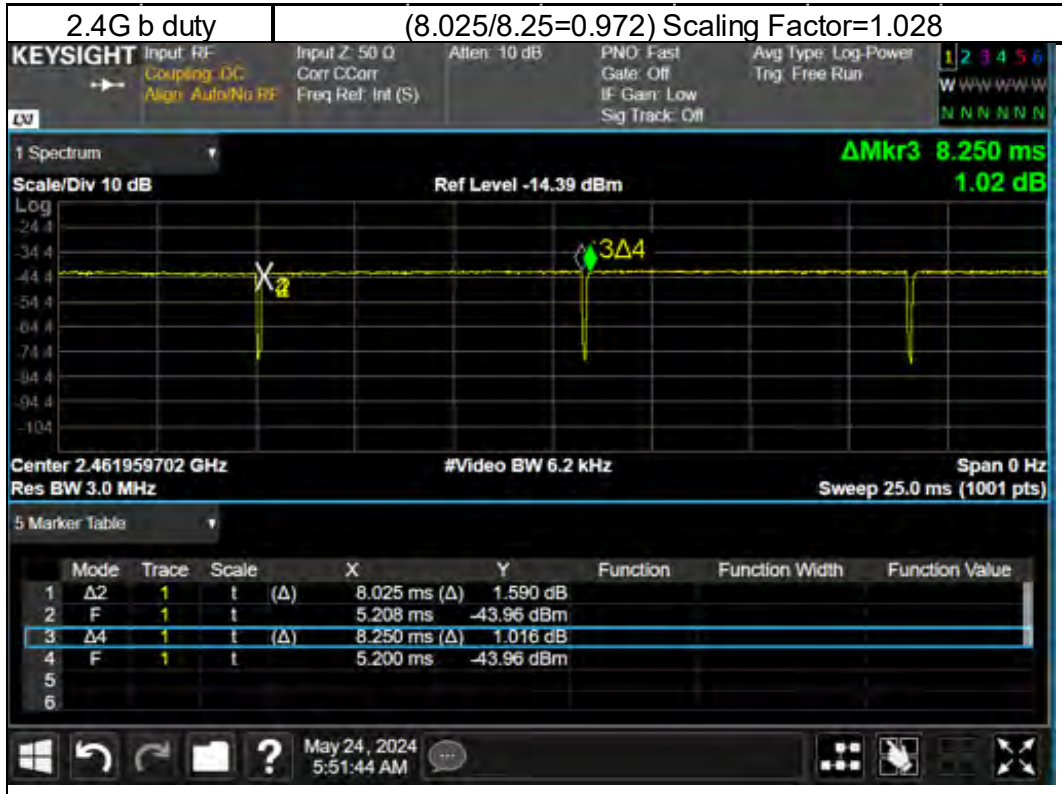 2.4G b duty (8.025/8.25=0.972) Scaling Factor=1.028
KEYSIGHT Input: RF Input Z: 50 Ω Atten: 10 dB PNO: Fast Avg Type: Log-Power 1 2 3 4 5 6
Coupling: DC Corr CCorr Gate: Off Trig: Free Run W W W W W W
Align: Auto/No RF Freq Ref: Int (S) IF Gain: Low
LXI Sig Track: Off N N N N N N
1 Spectrum ΔMkr3 8.250 ms
Scale/Div 10 dB Ref Level -14.39 dBm 1.02 dB
Log
-24.4
-34.4 3Δ4
-44.4
-54.4
-64.4
-74.4
-84.4
-94.4
-104
Center 2.461959702 GHz #Video BW 6.2 kHz Span 0 Hz
Res BW 3.0 MHz Sweep 25.0 ms (1001 pts)
5 Marker Table
Mode Trace Scale X Y Function Function Width Function Value
1 Δ2 1 t (Δ) 8.025 ms (Δ) 1.590 dB
2 F 1 t 5.208 ms -43.96 dBm
3 Δ4 1 t (Δ) 8.250 ms (Δ) 1.016 dB
4 F 1 t 5.200 ms -43.96 dBm
5
6
? May 24, 2024
5:51:44 AM